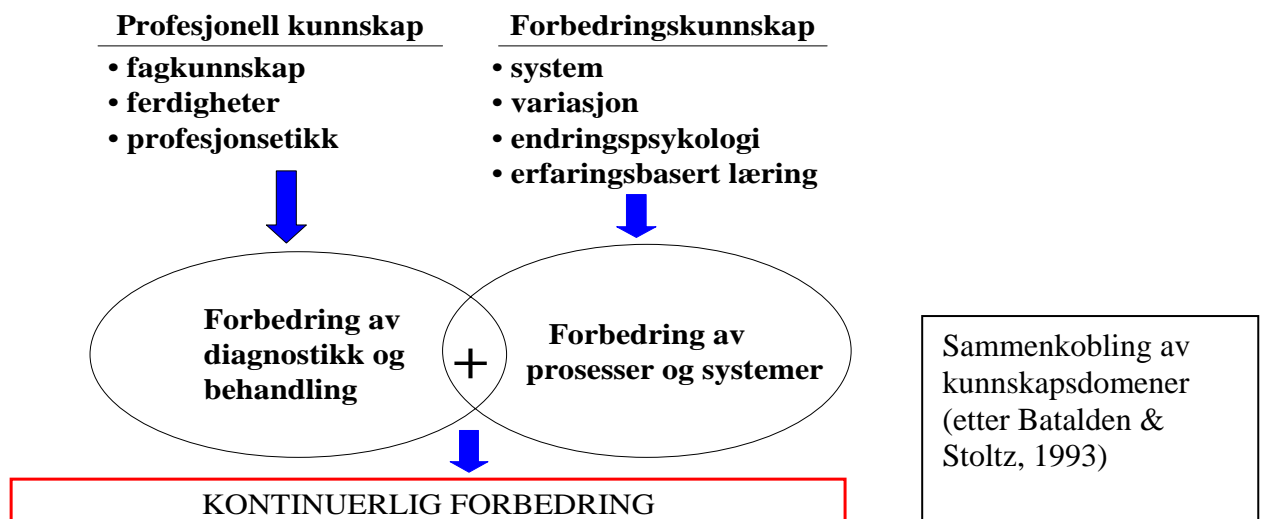 Profesjonell kunnskap
• fagkunnskap
• ferdigheter
• profesjonsetikk
Forbedringskunnskap
• system
• variasjon
• endringspsykologi
• erfaringsbasert læring
Forbedring av
diagnostikk og
behandling
+
Forbedring av
prosesser og systemer
Sammenkobling av
kunnskapsdomener
(etter Batalden &
Stoltz, 1993)
KONTINUERLIG FORBEDRING